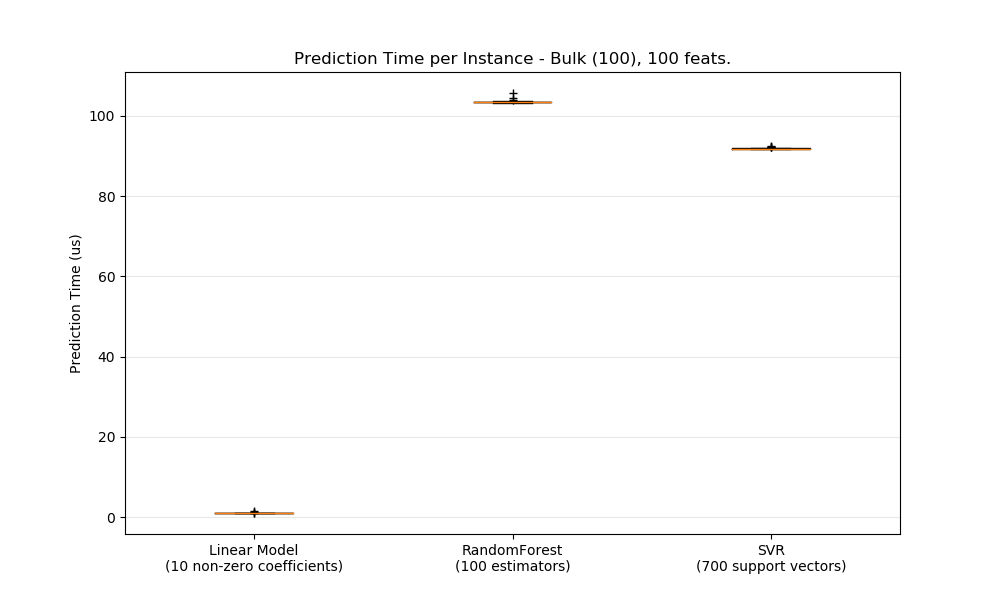 Prediction Time per Instance - Bulk (100), 100 feats.
Prediction Time (us)
100
80
60
40
20
0
Linear Model
(10 non-zero coefficients)
RandomForest
(100 estimators)
SVR
(700 support vectors)